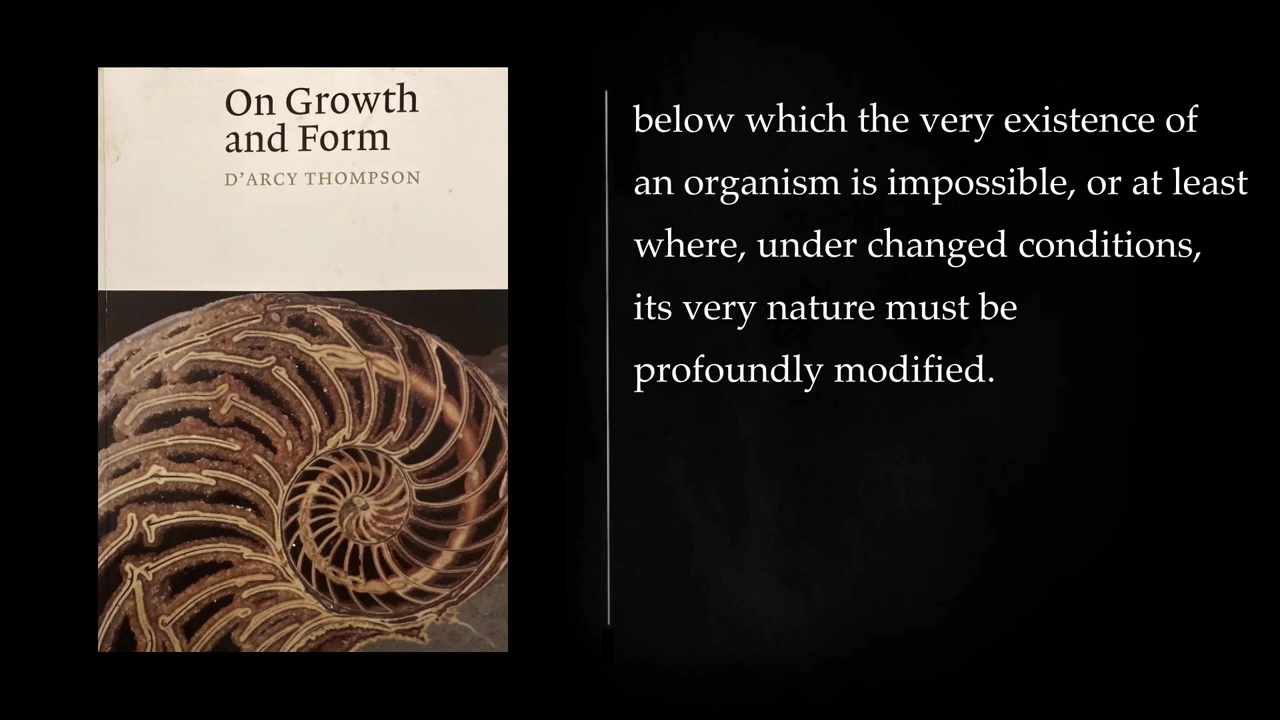 On Growth
and Form
D'ARCY THOMPSON
below which the very existence of
an organism is impossible, or at least
where, under changed conditions,
its very nature must be
profoundly modified.